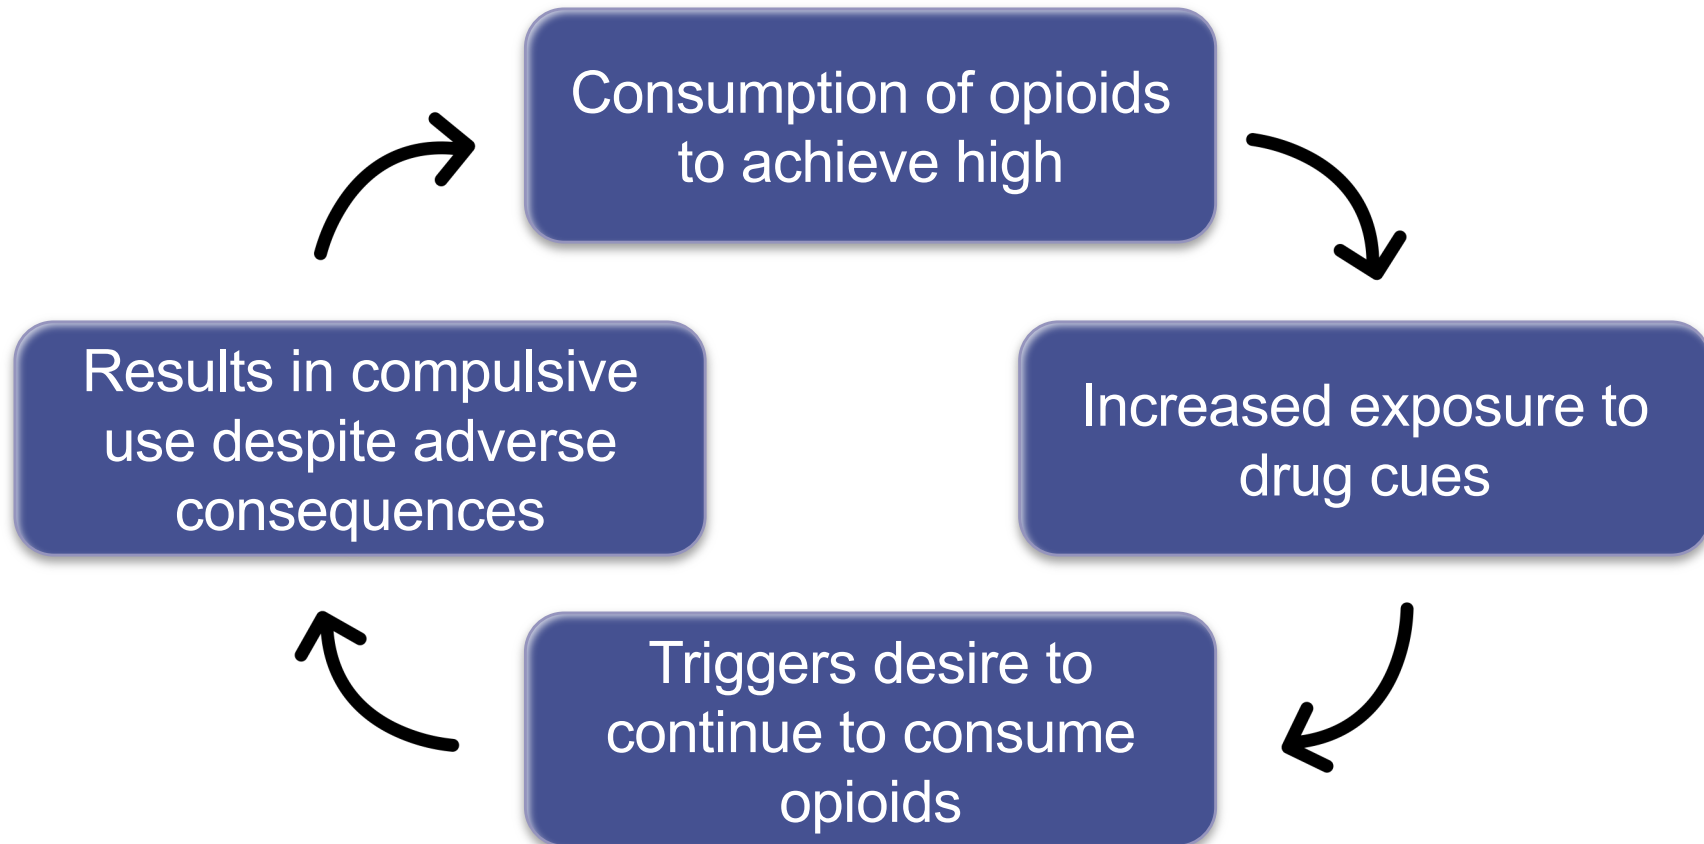 Consumption of opioids
to achieve high
Increased exposure to
drug cues
Triggers desire to
continue to consume
opioids
Results in compulsive
use despite adverse
consequences